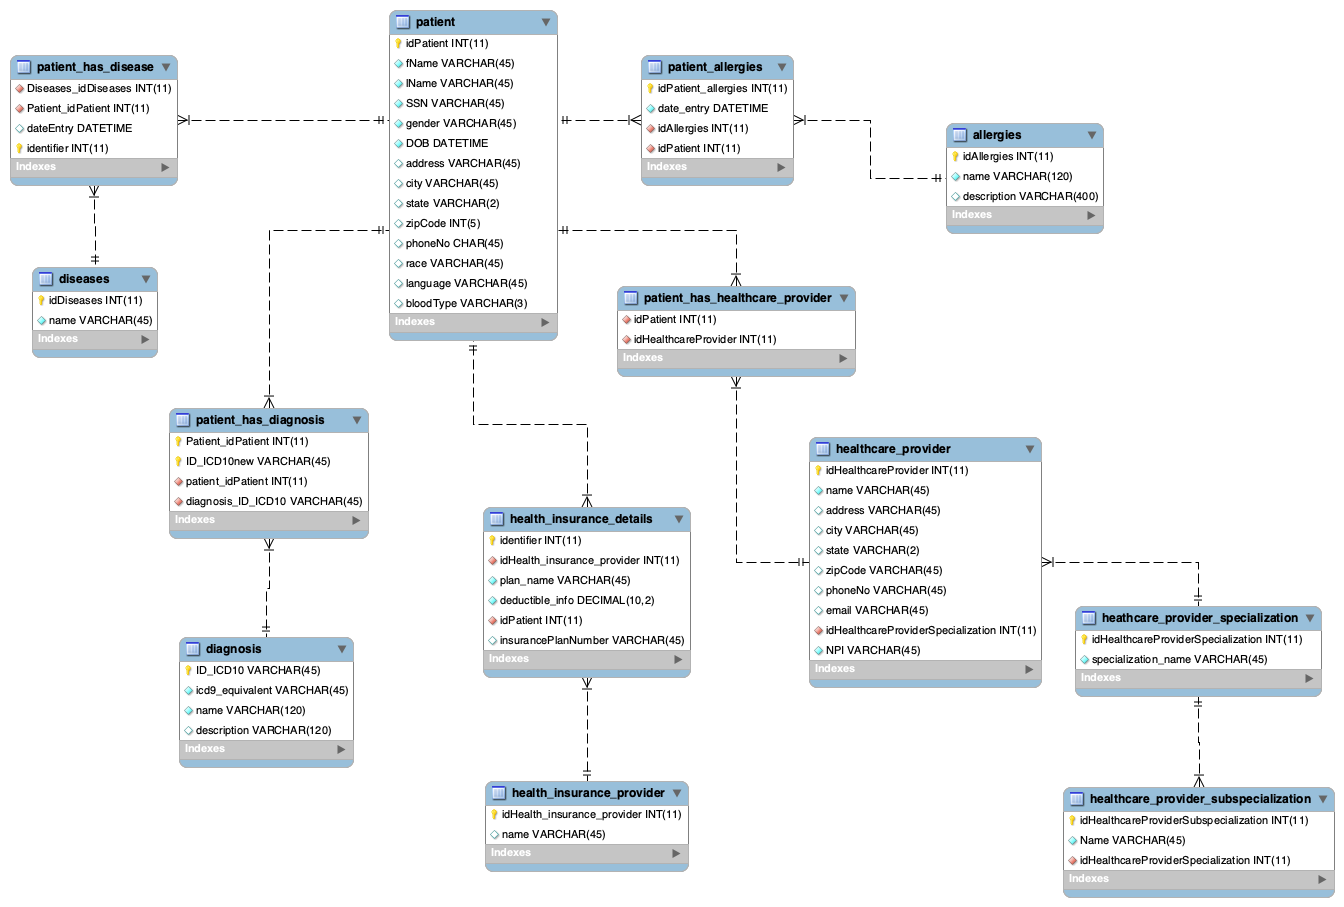 patient
idPatient INT(11)
fName VARCHAR(45)
lName VARCHAR(45)
SSN VARCHAR(45)
gender VARCHAR(45)
DOB DATETIME
address VARCHAR(45)
city VARCHAR(45)
state VARCHAR(2)
zipCode INT(5)
phoneNo CHAR(45)
race VARCHAR(45)
language VARCHAR(45)
bloodType VARCHAR(3)
Indexes
patient_has_disease
Diseases_idDiseases INT(11)
Patient_idPatient INT(11)
dateEntry DATETIME
identifier INT(11)
Indexes
patient_allergies
idPatient_allergies INT(11)
date_entry DATETIME
idAllergies INT(11)
idPatient INT(11)
Indexes
allergies
idAllergies INT(11)
name VARCHAR(120)
description VARCHAR(400)
Indexes
diseases
idDiseases INT(11)
name VARCHAR(45)
Indexes
patient_has_healthcare_provider
idPatient INT(11)
idHealthcareProvider INT(11)
Indexes
patient_has_diagnosis
Patient_idPatient INT(11)
ID_ICD10new VARCHAR(45)
patient_idPatient INT(11)
diagnosis_ID_ICD10 VARCHAR(45)
Indexes
healthcare_provider
idHealthcareProvider INT(11)
name VARCHAR(45)
address VARCHAR(45)
city VARCHAR(45)
state VARCHAR(2)
zipCode VARCHAR(45)
phoneNo VARCHAR(45)
email VARCHAR(45)
idHealthcareProviderSpecialization INT(11)
NPI VARCHAR(45)
Indexes
health_insurance_details
identifier INT(11)
idHealth_insurance_provider INT(11)
plan_name VARCHAR(45)
deductible_info DECIMAL(10,2)
idPatient INT(11)
insurancePlanNumber VARCHAR(45)
Indexes
heathcare_provider_specialization
idHealthcareProviderSpecialization INT(11)
specialization_name VARCHAR(45)
Indexes
diagnosis
ID_ICD10 VARCHAR(45)
icd9_equivalent VARCHAR(45)
name VARCHAR(120)
description VARCHAR(120)
Indexes
health_insurance_provider
idHealth_insurance_provider INT(11)
name VARCHAR(45)
Indexes
healthcare_provider_subspecialization
idHealthcareProviderSubspecialization INT(11)
Name VARCHAR(45)
idHealthcareProviderSpecialization INT(11)
Indexes